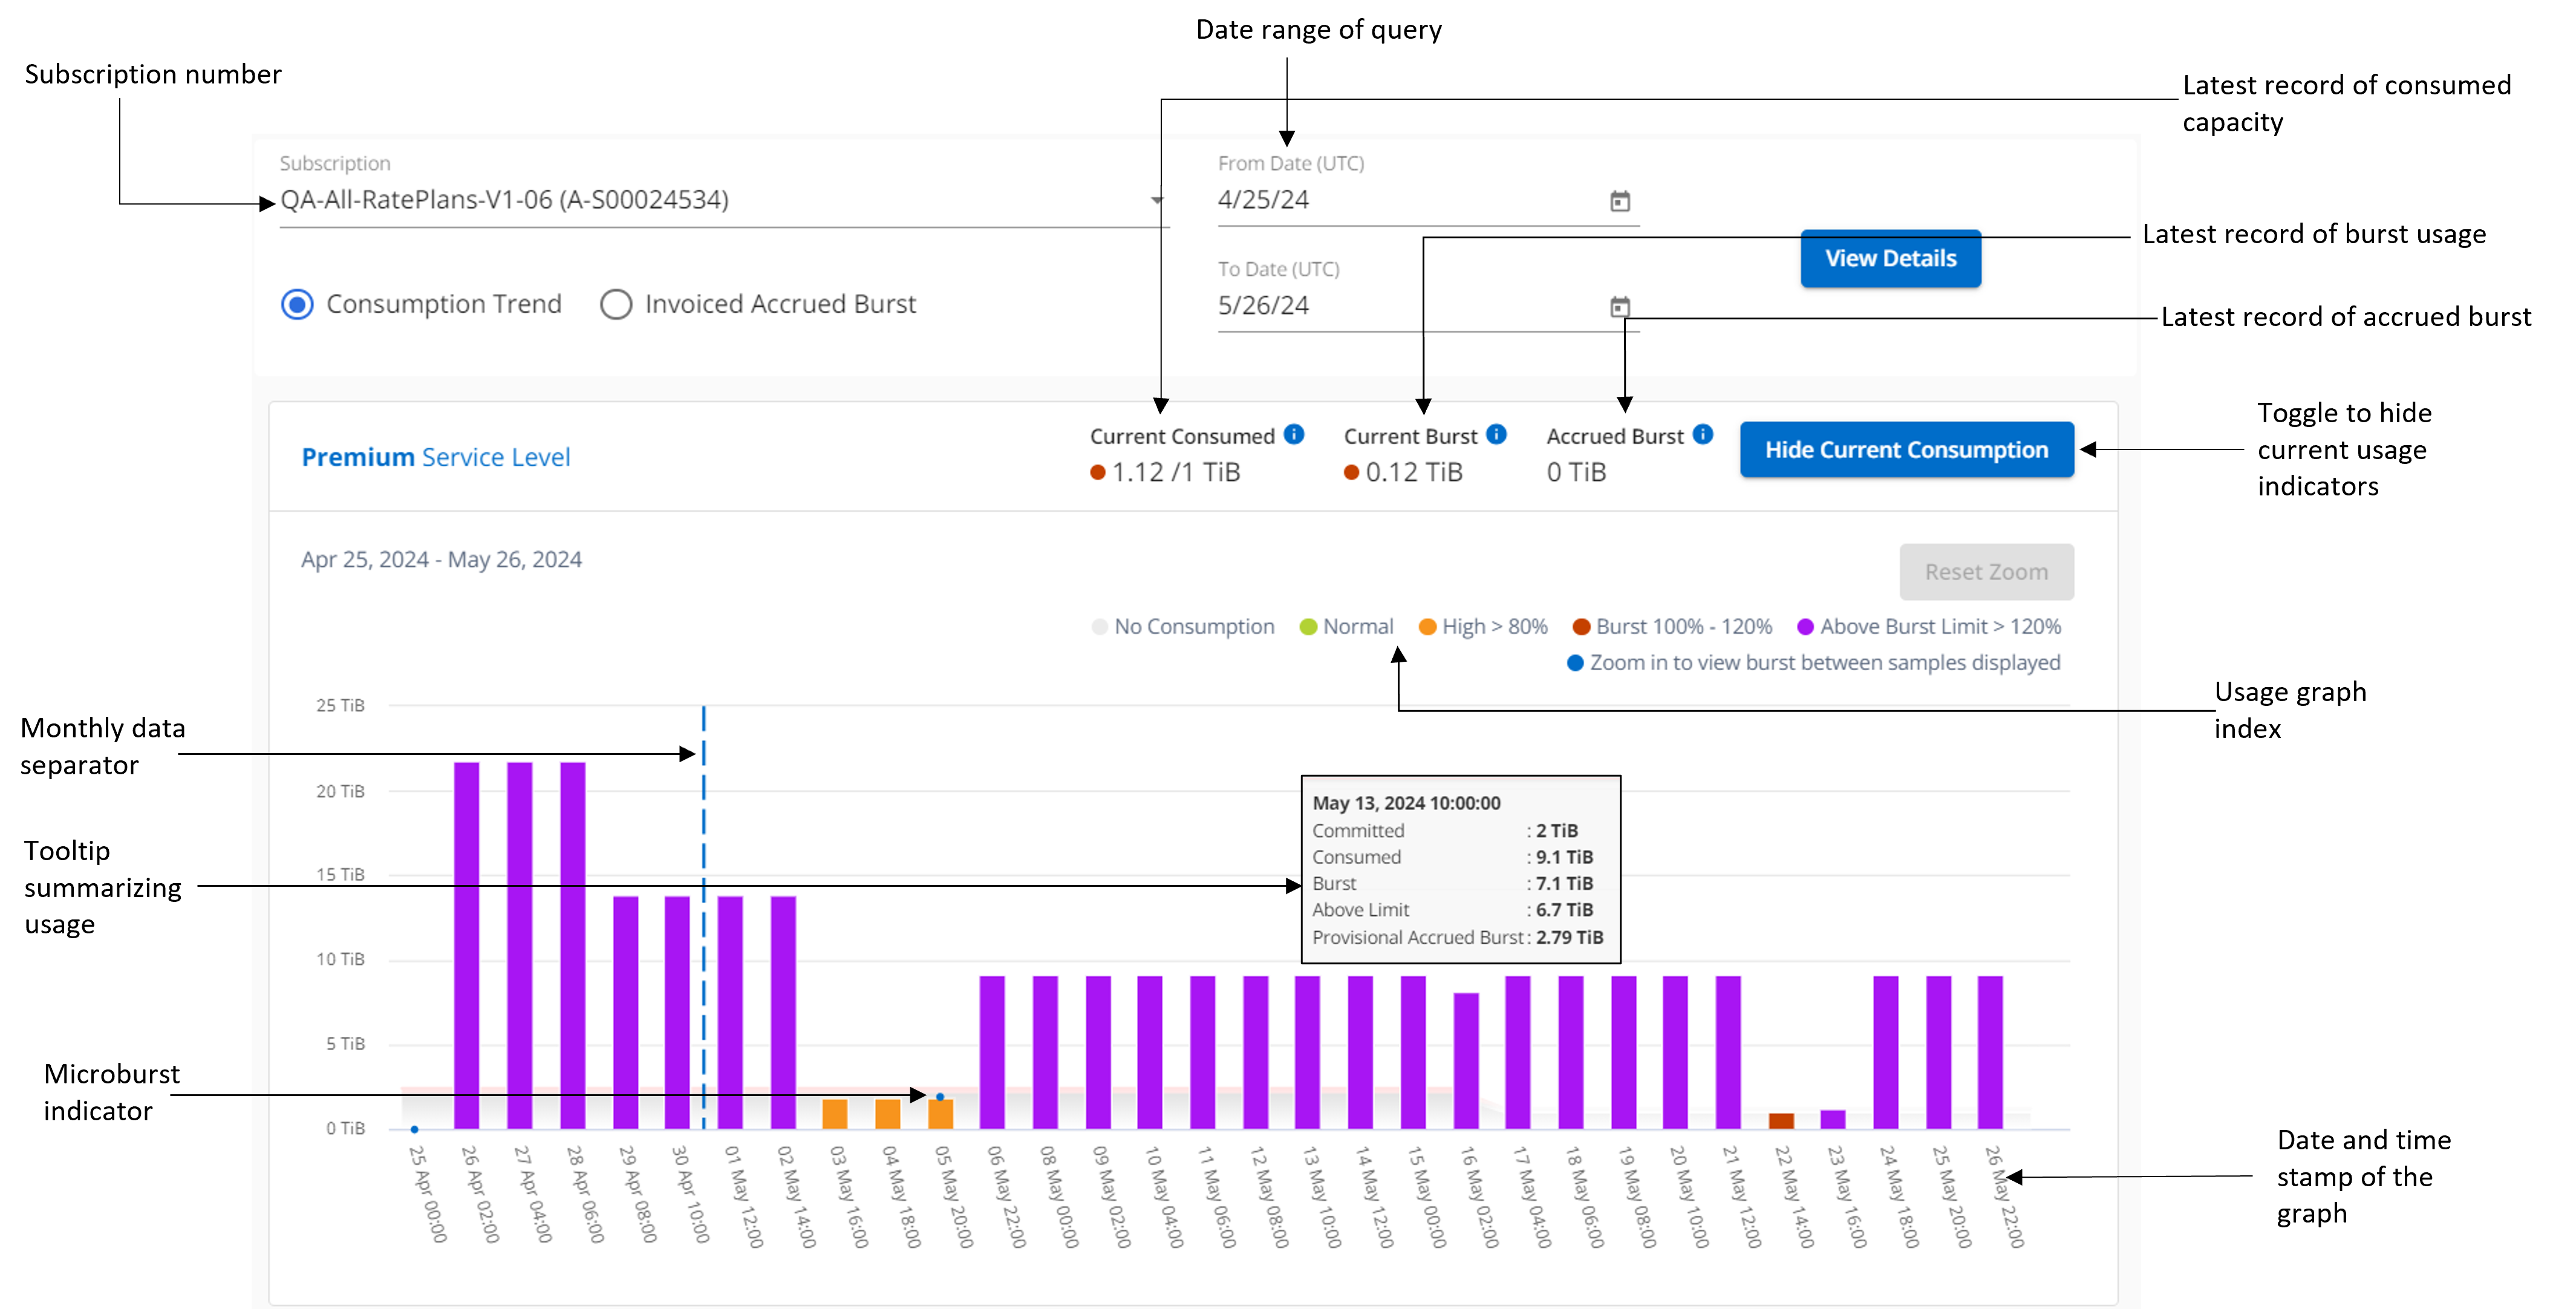 Date range of query
Subscription number
Latest record of consumed
capacity
Subscription
QA-All-RatePlans-V1-06 (A-S00024534)
From Date (UTC)
4/25/24
Latest record of burst usage
View Details
To Date (UTC)
5/26/24
Consumption Trend
Invoiced Accrued Burst
Latest record of accrued burst
Toggle to hide
current usage
indicators
Premium Service Level
Current Consumed
1.12 /1 TiB
Current Burst
0.12 TiB
Accrued Burst
0 TiB
Hide Current Consumption
Apr 25, 2024 - May 26, 2024
Reset Zoom
No Consumption
Normal
High > 80%
Burst 100% - 120%
Above Burst Limit > 120%
Zoom in to view burst between samples displayed
Usage graph
index
Monthly data
separator
Tooltip
summarizing
usage
Microburst
indicator
25 TiB
20 TiB
15 TiB
10 TiB
5 TiB
0 TiB
May 13, 2024 10:00:00
Committed : 2 TiB
Consumed : 9.1 TiB
Burst : 7.1 TiB
Above Limit : 6.7 TiB
Provisional Accrued Burst : 2.79 TiB
25 Apr 00:00
26 Apr 02:00
27 Apr 04:00
28 Apr 06:00
29 Apr 08:00
30 Apr 10:00
01 May 12:00
02 May 14:00
03 May 16:00
04 May 18:00
05 May 20:00
06 May 22:00
08 May 00:00
09 May 02:00
10 May 04:00
11 May 06:00
12 May 08:00
13 May 10:00
14 May 12:00
15 May 00:00
16 May 02:00
17 May 04:00
18 May 06:00
19 May 08:00
20 May 10:00
21 May 12:00
22 May 14:00
23 May 16:00
24 May 18:00
25 May 20:00
26 May 22:00
Date and time
stamp of the
graph